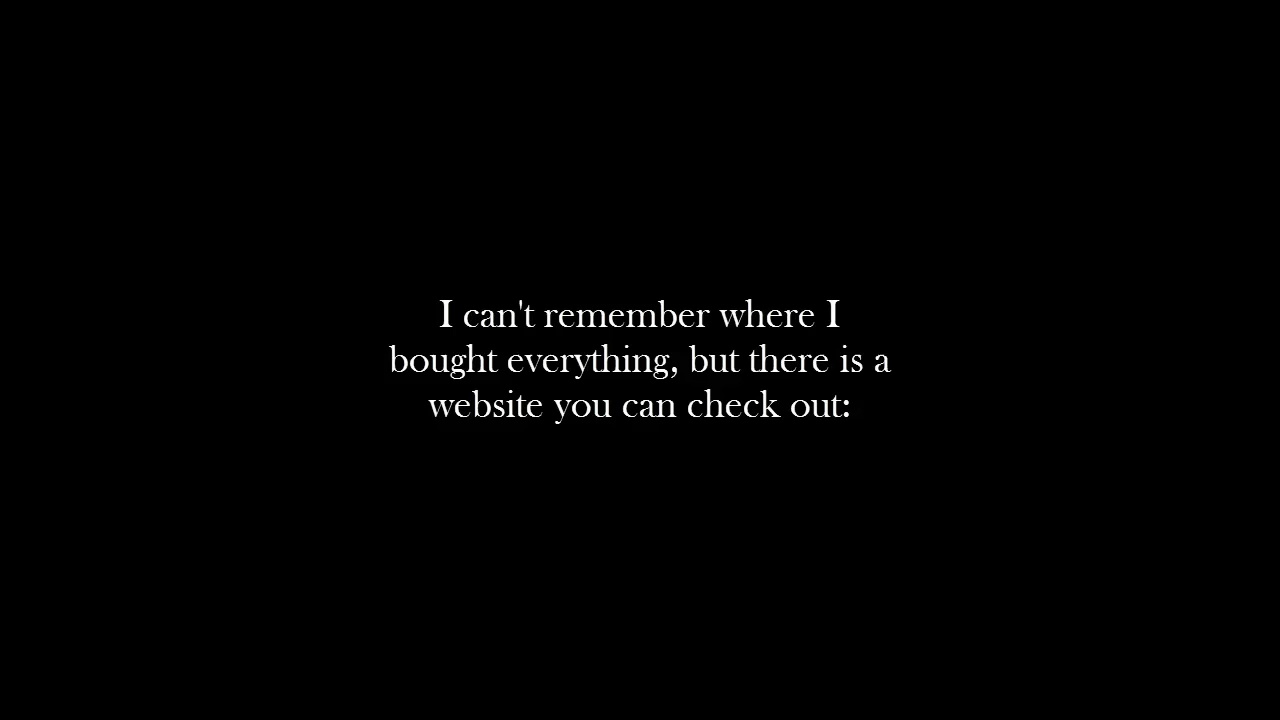 I can't remember where I
bought everything, but there is a
website you can check out: